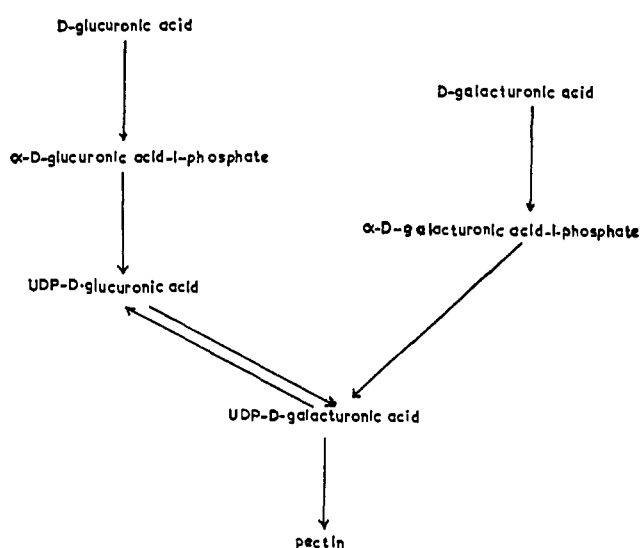 D-glucuronic acid
D-galacturonic acid
α-D-glucuronic acid-1-phosphate
α-D-galacturonic acid-1-phosphate
UDP-D-glucuronic acid
UDP-D-galacturonic acid
pectin